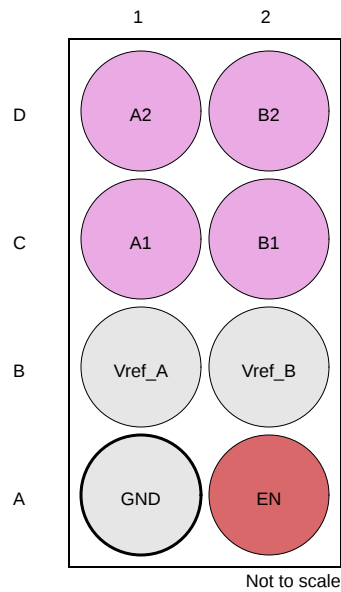 1 2
D A2 B2
C A1 B1
B Vref_A Vref_B
A GND EN
Not to scale